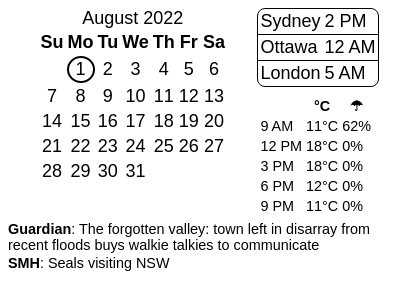 August 2022
Su Mo Tu We Th Fr Sa
1 2 3 4 5 6
7 8 9 10 11 12 13
14 15 16 17 18 19 20
21 22 23 24 25 26 27
28 29 30 31
Sydney 2 PM
Ottawa 12 AM
London 5 AM
°C ☂
9 AM 11°C 62%
12 PM 18°C 0%
3 PM 18°C 0%
6 PM 12°C 0%
9 PM 11°C 0%
Guardian: The forgotten valley: town left in disarray from
recent floods buys walkie talkies to communicate
SMH: Seals visiting NSW